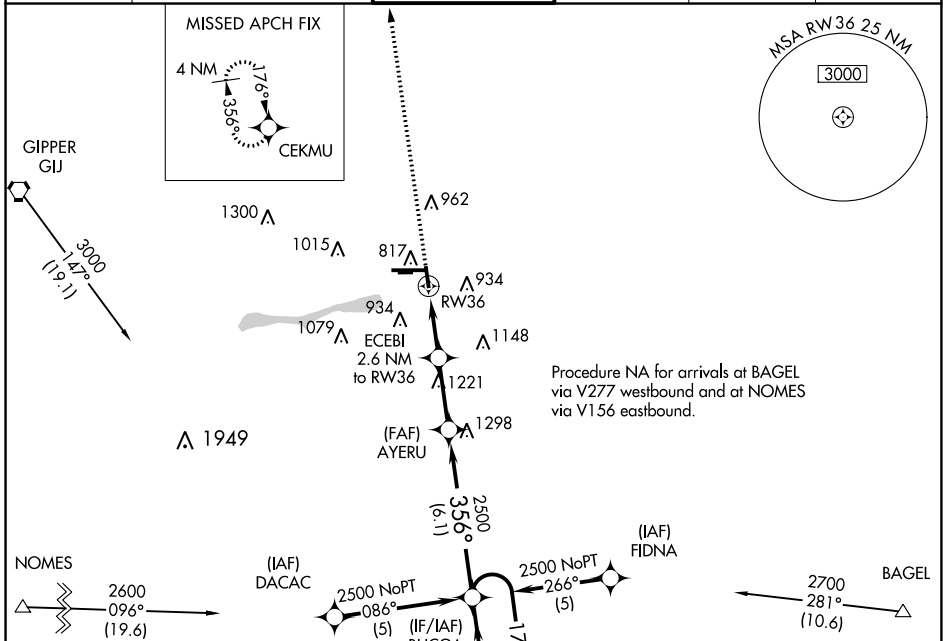 MISSED APCH FIX
4 NM
176°
356°
CEKMU
MSA RW36 25 NM
3000
GIPPER
GIJ
3000
147°
(19.1)
1300
962
1015
817
934
RW36
934
1079
1148
ECEBI
2.6 NM
to RW36
1221
Procedure NA for arrivals at BAGEL
via V277 westbound and at NOMES
via V156 eastbound.
1298
(FAF)
AYERU
1949
2500
356°
(6.1)
(IAF)
FIDNA
NOMES
(IAF)
DACAC
BAGEL
2600
096°
(19.6)
2500 NoPT
086°
(5)
2500 NoPT
266°
(5)
2700
281°
(10.6)
(IF/IAF)